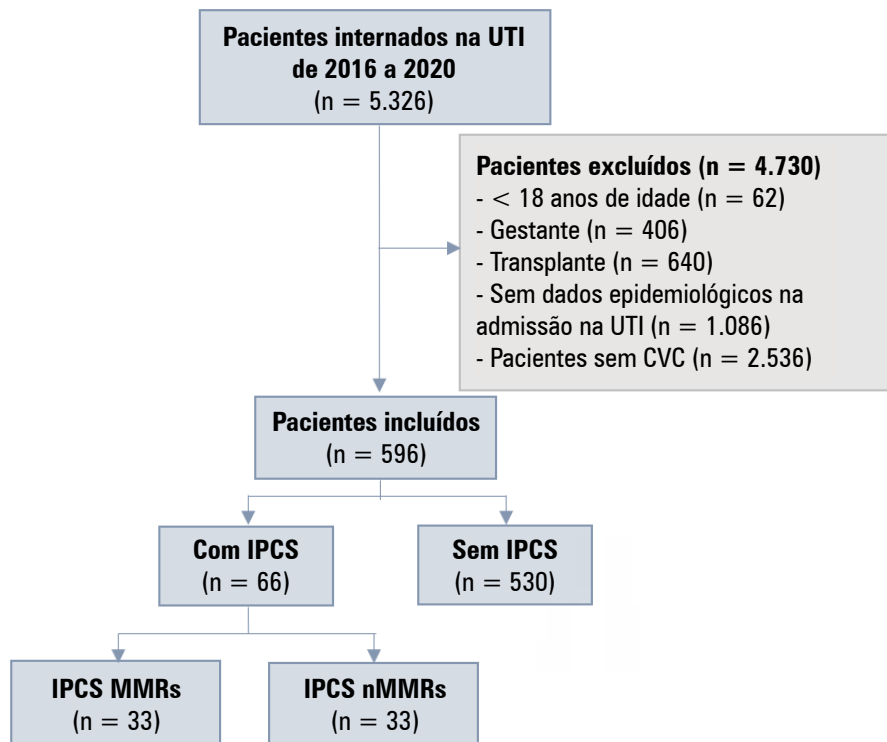 Pacientes internados na UTI
de 2016 a 2020
(n = 5.326)
Pacientes excluídos (n = 4.730)
- < 18 anos de idade (n = 62)
- Gestante (n = 406)
- Transplante (n = 640)
- Sem dados epidemiológicos na
admissão na UTI (n = 1.086)
- Pacientes sem CVC (n = 2.536)
Pacientes incluídos
(n = 596)
Com IPCS
(n = 66)
Sem IPCS
(n = 530)
IPCS MMRs
(n = 33)
IPCS nMMRs
(n = 33)